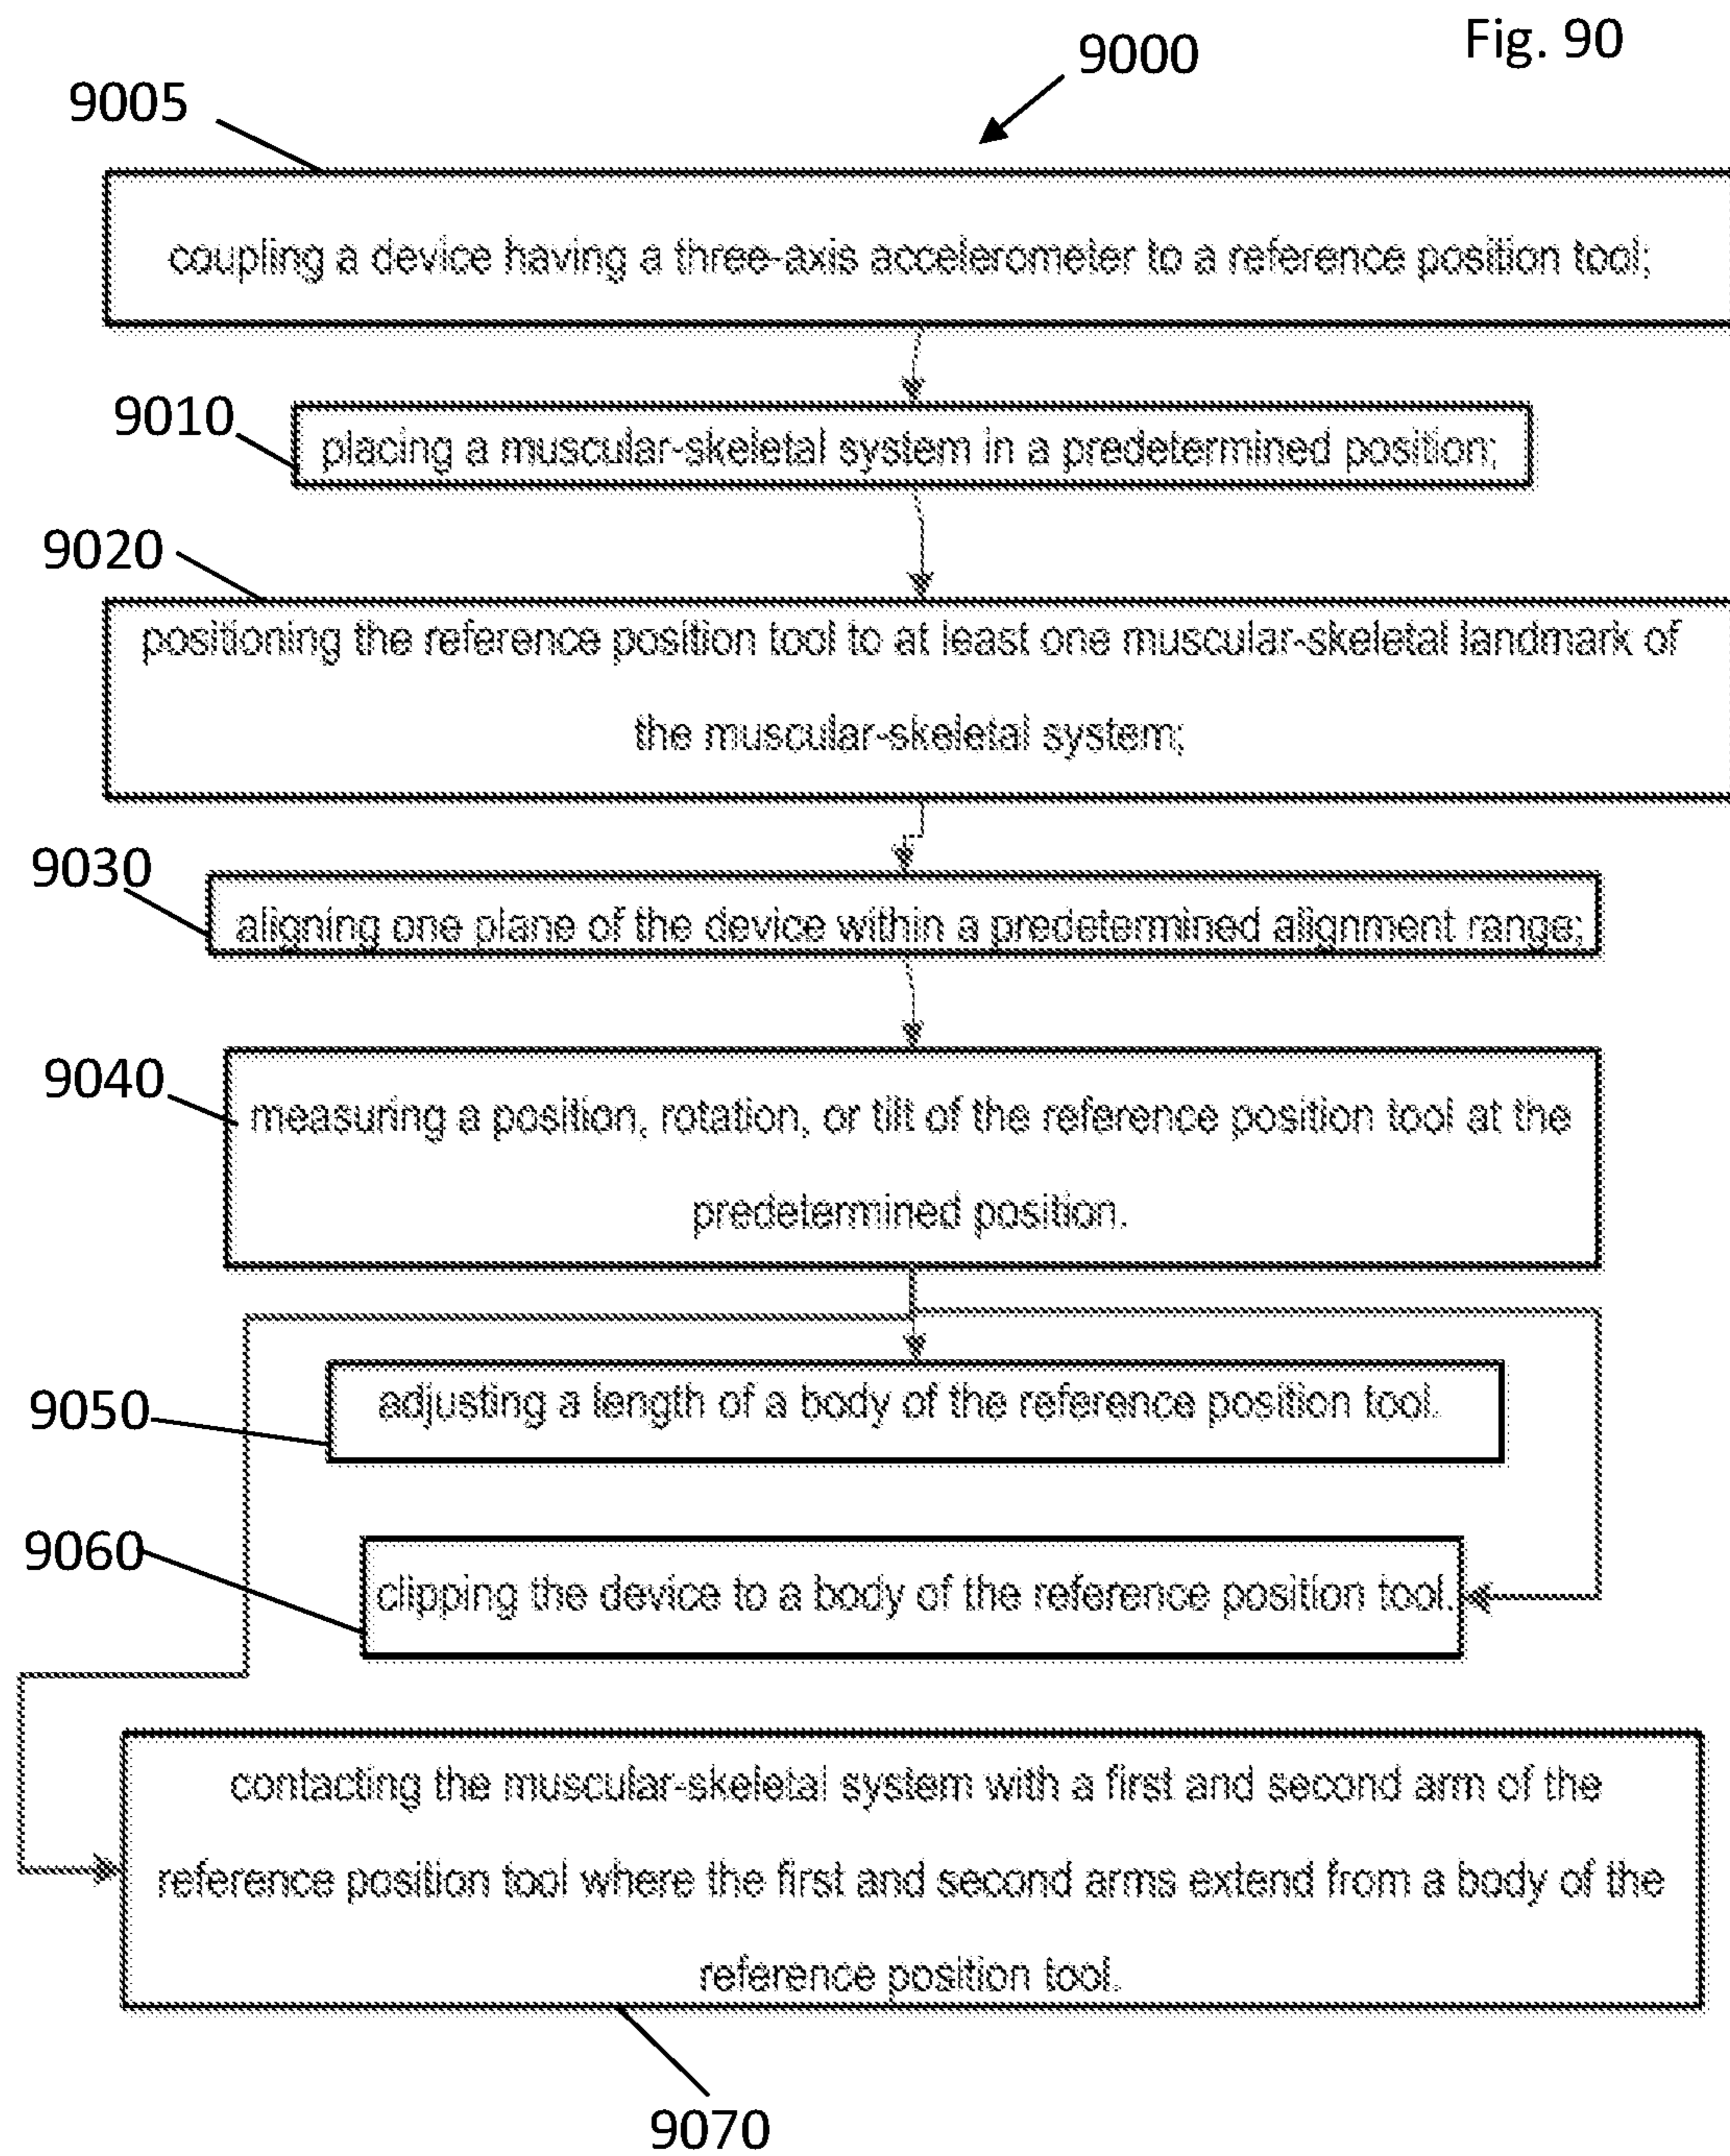 Fig. 90
9000
9005
coupling a device having a three-axis accelerometer to a reference position tool;
9010
placing a muscular-skeletal system in a predetermined position;
9020
positioning the reference position tool to at least one muscular-skeletal landmark of
the muscular-skeletal system;
9030
aligning one plane of the device within a predetermined alignment range;
9040
measuring a position, rotation, or tilt of the reference position tool at the
predetermined position.
9050
adjusting a length of a body of the reference position tool.
9060
clipping the device to a body of the reference position tool.
contacting the muscular-skeletal system with a first and second arm of the
reference position tool where the first and second arms extend from a body of the
reference position tool.
9070